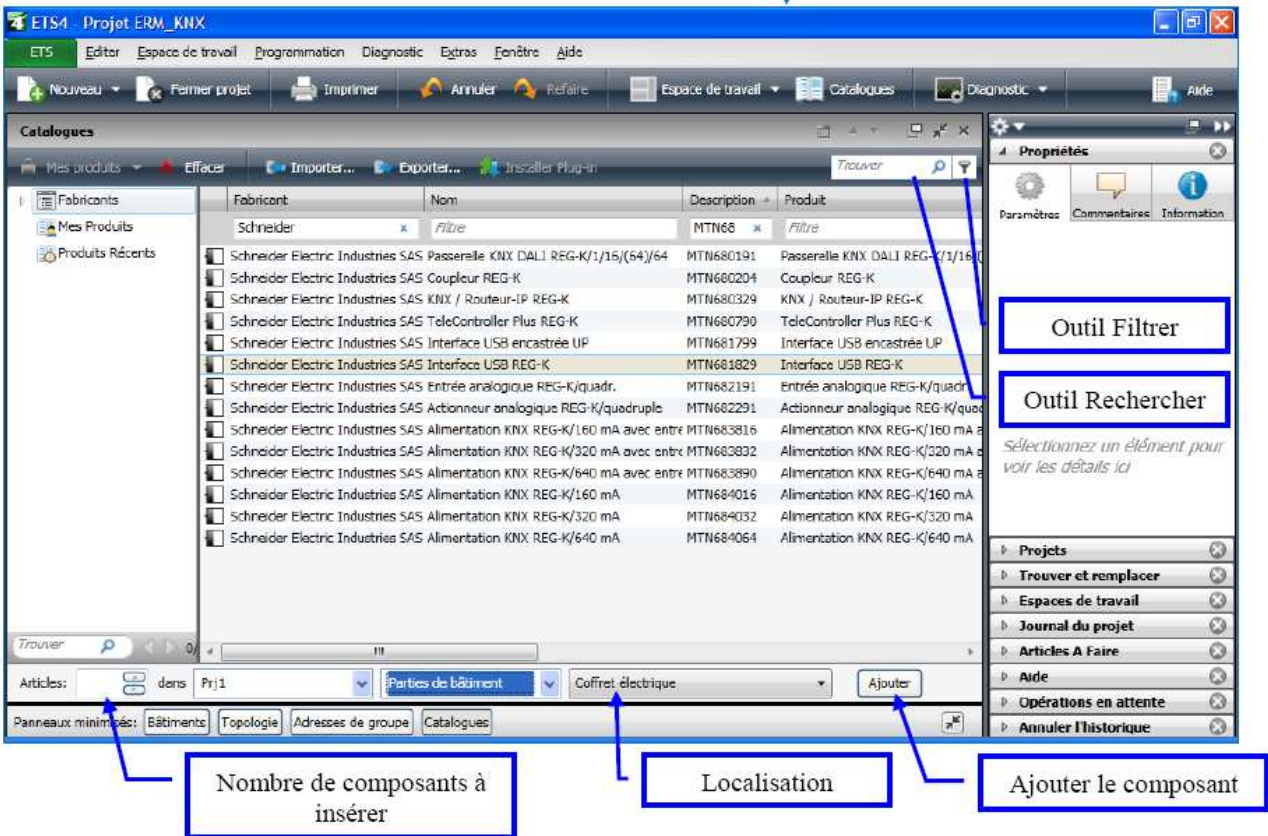 ETS4 - Projet ERM_KNX
ETS Editer Espace de travail Programmation Diagnostic Extras Fenêtre Aide
Nouveau Fermer projet Imprimer Annuler Refaire Espace de travail Catalogues Diagnostic Aide
Catalogues
Mes produits Effacer Importer... Exporter... Installer Plug-in Trouver
Propriétés
Paramètres Commentaires Information
Fabricants
Mes Produits
Produits Récents
Fabricant Nom Description Produit
Schneider x Filtre MTN68 x Filtre
Schneider Electric Industries SAS Passerelle KNX DALI REG-K/1/16/(64)/64 MTN680191 Passerelle KNX DALI REG-K/1/16/(
Schneider Electric Industries SAS Coupleur REG-K MTN680204 Coupleur REG-K
Schneider Electric Industries SAS KNX / Routeur-IP REG-K MTN680329 KNX / Routeur-IP REG-K
Schneider Electric Industries SAS TeleController Plus REG-K MTN680790 TeleController Plus REG-K
Schneider Electric Industries SAS Interface USB encastrée UP MTN681799 Interface USB encastrée UP
Schneider Electric Industries SAS Interface USB REG-K MTN681829 Interface USB REG-K
Schneider Electric Industries SAS Entrée analogique REG-K/quadr. MTN682191 Entrée analogique REG-K/quadr
Schneider Electric Industries SAS Actionneur analogique REG-K/quadruple MTN682291 Actionneur analogique REG-K/quad
Schneider Electric Industries SAS Alimentation KNX REG-K/160 mA avec entre MTN683816 Alimentation KNX REG-K/160 mA a
Schneider Electric Industries SAS Alimentation KNX REG-K/320 mA avec entre MTN683832 Alimentation KNX REG-K/320 mA a
Schneider Electric Industries SAS Alimentation KNX REG-K/640 mA avec entre MTN683890 Alimentation KNX REG-K/640 mA a
Schneider Electric Industries SAS Alimentation KNX REG-K/160 mA MTN684016 Alimentation KNX REG-K/160 mA
Schneider Electric Industries SAS Alimentation KNX REG-K/320 mA MTN684032 Alimentation KNX REG-K/320 mA
Schneider Electric Industries SAS Alimentation KNX REG-K/640 mA MTN684064 Alimentation KNX REG-K/640 mA
Outil Filtrer
Outil Rechercher
Sélectionnez un élément pour
voir les détails ici
Projets
Trouver et remplacer
Espaces de travail
Journal du projet
Articles A Faire
Aide
Opérations en attente
Annuler l'historique
Trouver 0/
Articles: dans Prj1 Parties de bâtiment Coffret électrique Ajouter
Panneaux minimisés: Bâtiments Topologie Adresses de groupe Catalogues
Nombre de composants à
insérer
Localisation
Ajouter le composant